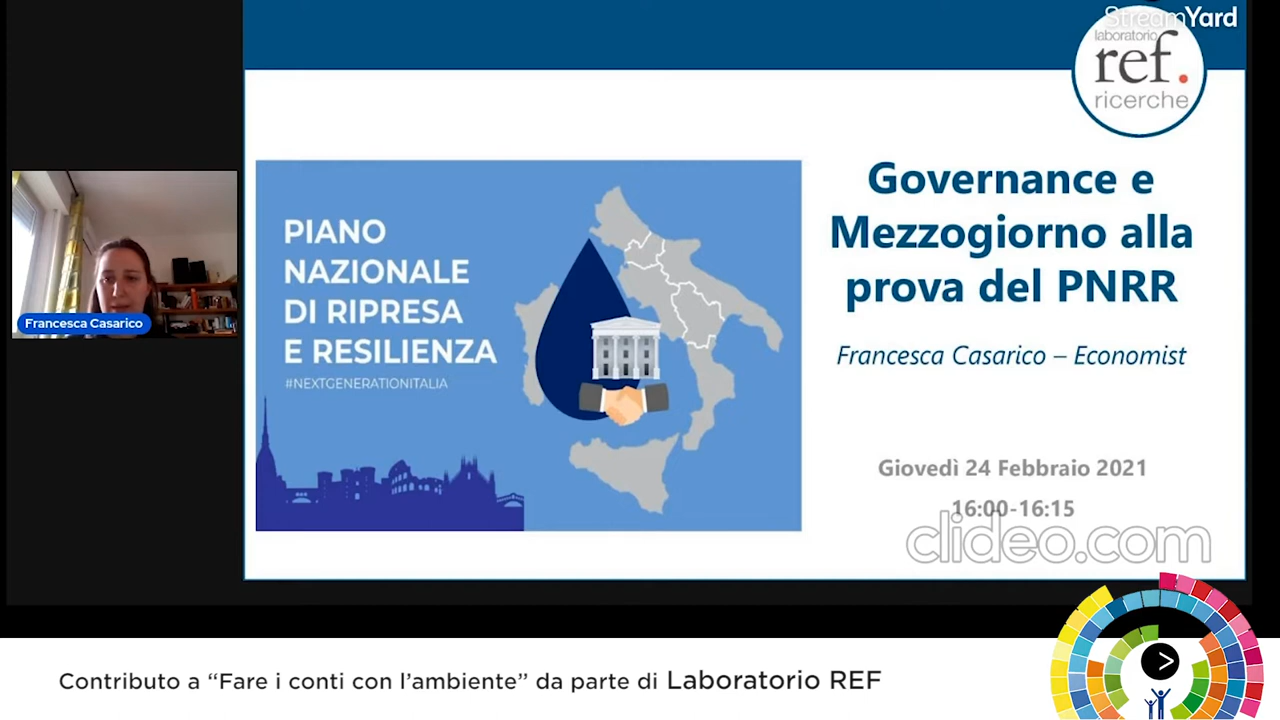 StreamYard
laboratorio
ref.
ricerche
Governance e
Mezzogiorno alla
prova del PNRR
Francesca Casarico – Economist
Giovedì 24 Febbraio 2021
16:00-16:15
clideo.com
PIANO
NAZIONALE
DI RIPRESA
E RESILIENZA
#NEXTGENERATIONITALIA
Francesca Casarico
Contributo a “Fare i conti con l’ambiente” da parte di Laboratorio REF